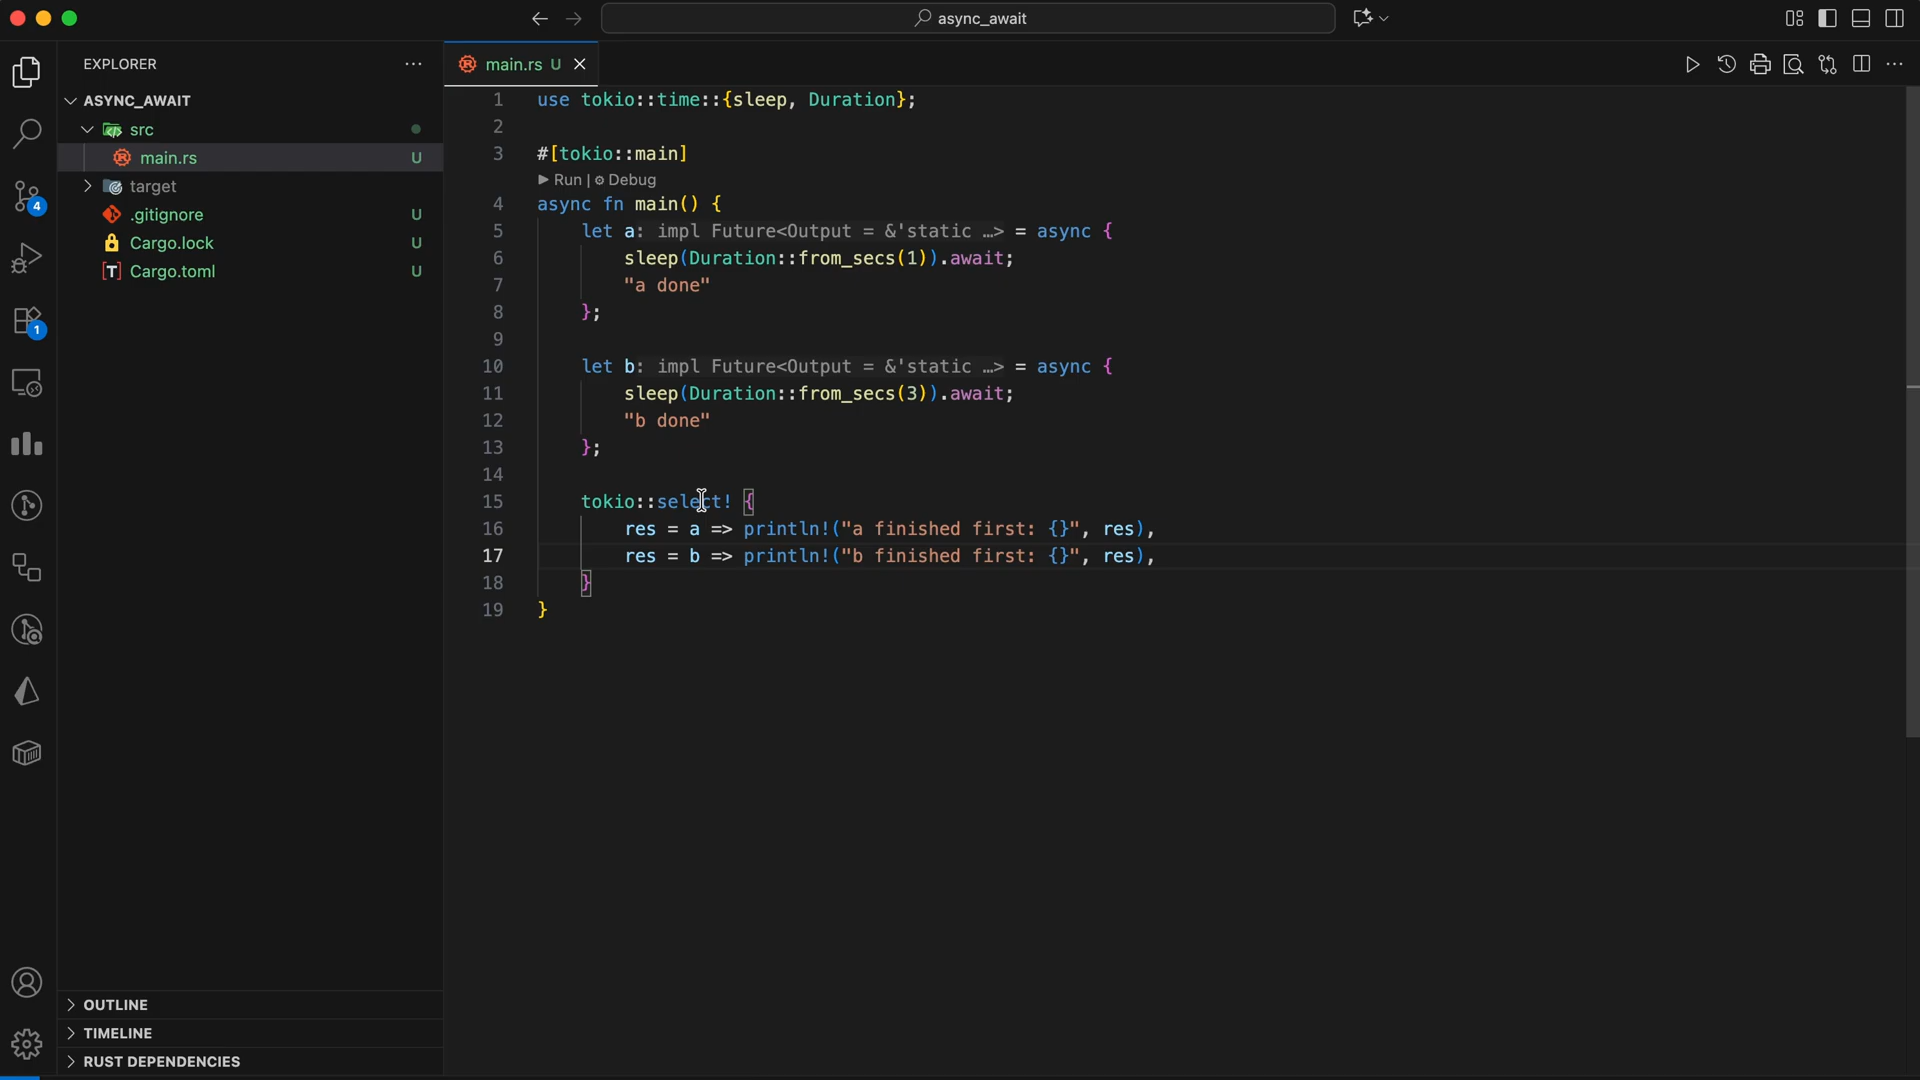 async_await
EXPLORER
main.rs U
ASYNC_AWAIT
src
main.rs U
target
.gitignore U
Cargo.lock U
Cargo.toml U
4
1
1 use tokio::time::{sleep, Duration};
2
3 #[tokio::main]
Run | Debug
4 async fn main() {
5 let a: impl Future<Output = &'static …> = async {
6 sleep(Duration::from_secs(1)).await;
7 "a done"
8 };
9
10 let b: impl Future<Output = &'static …> = async {
11 sleep(Duration::from_secs(3)).await;
12 "b done"
13 };
14
15 tokio::select! {
16 res = a => println!("a finished first: {}", res),
17 res = b => println!("b finished first: {}", res),
18 }
19 }
OUTLINE
TIMELINE
RUST DEPENDENCIES